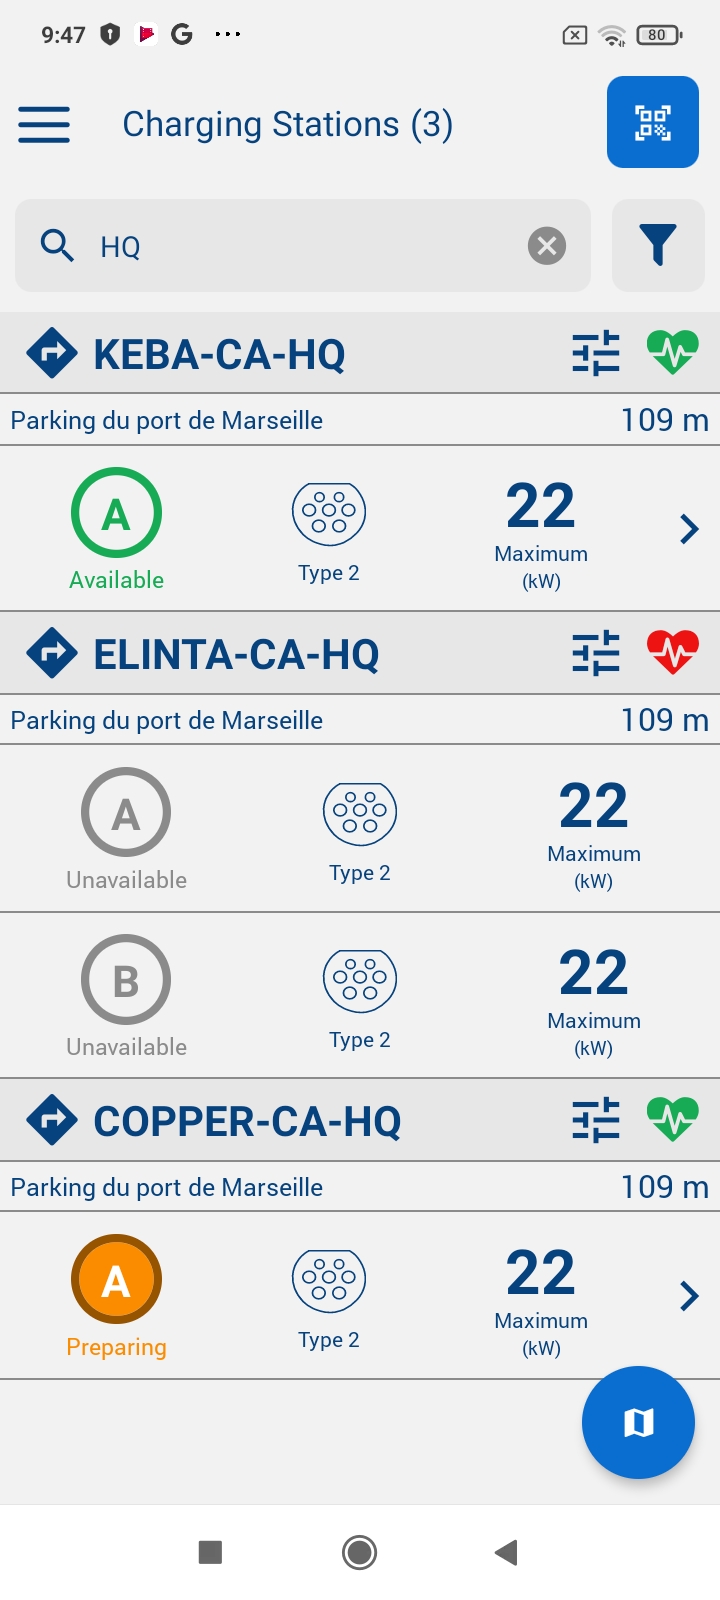 9:47
80
Charging Stations (3)
HQ
KEBA-CA-HQ
Parking du port de Marseille 109 m
A
Available
Type 2
22
Maximum
(kW)
ELINTA-CA-HQ
Parking du port de Marseille 109 m
A
Unavailable
Type 2
22
Maximum
(kW)
B
Unavailable
Type 2
22
Maximum
(kW)
COPPER-CA-HQ
Parking du port de Marseille 109 m
A
Preparing
Type 2
22
Maximum
(kW)